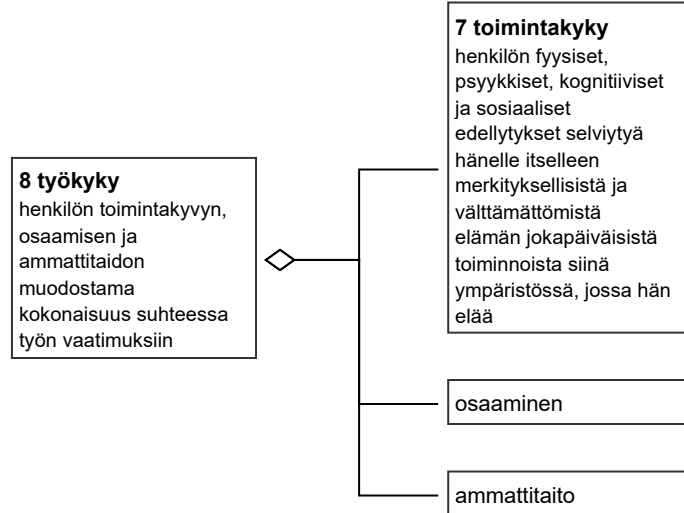 8 työkyky
henkilön toimintakyvyn,
osaamisen ja
ammattitaidon
muodostama
kokonaisuus suhteessa
työn vaatimuksiin
7 toimintakyky
henkilön fyysiset,
psyykkiset, kognitiiviset
ja sosiaaliset
edellytykset selviytyä
hänelle itselleen
merkityksellisistä ja
välttämättömistä
elämän jokapäiväisistä
toiminnoista siinä
ympäristössä, jossa hän
elää
osaaminen
ammattitaito